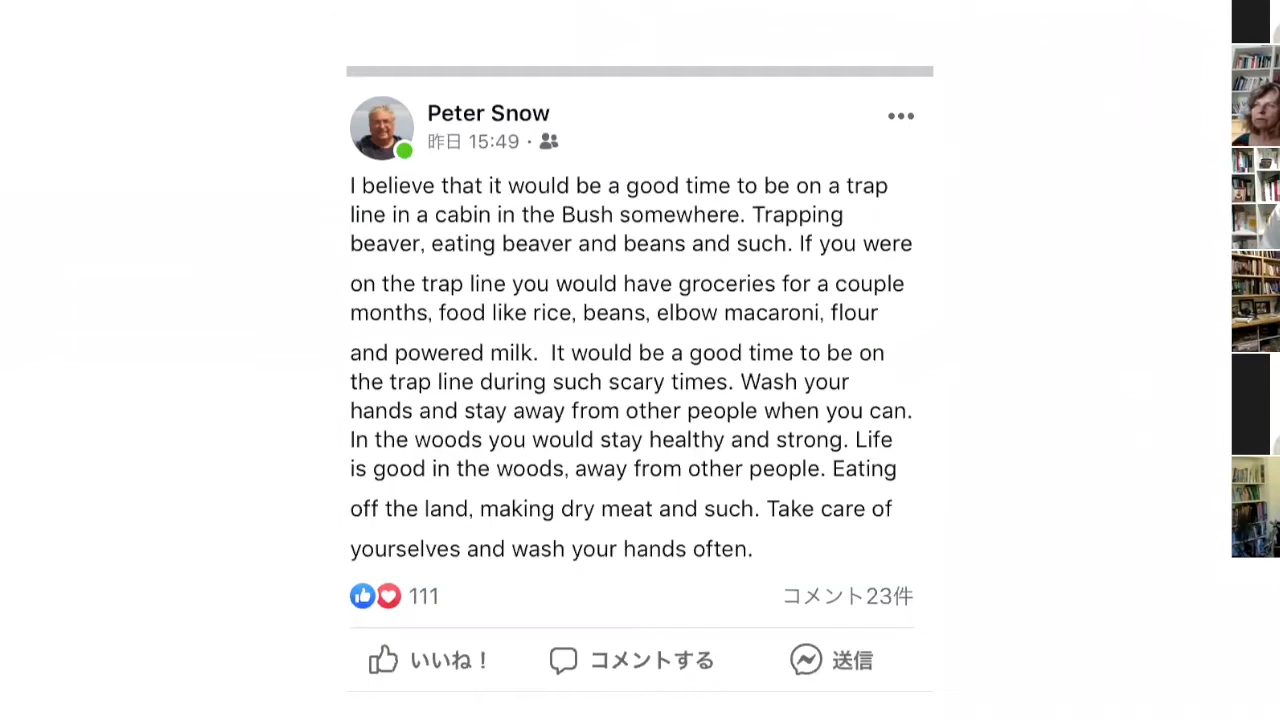 Peter Snow
昨日 15:49 ·
I believe that it would be a good time to be on a trap
line in a cabin in the Bush somewhere. Trapping
beaver, eating beaver and beans and such. If you were
on the trap line you would have groceries for a couple
months, food like rice, beans, elbow macaroni, flour
and powered milk.  It would be a good time to be on
the trap line during such scary times. Wash your
hands and stay away from other people when you can.
In the woods you would stay healthy and strong. Life
is good in the woods, away from other people. Eating
off the land, making dry meat and such. Take care of
yourselves and wash your hands often.
111
コメント23件
いいね！
コメントする
送信